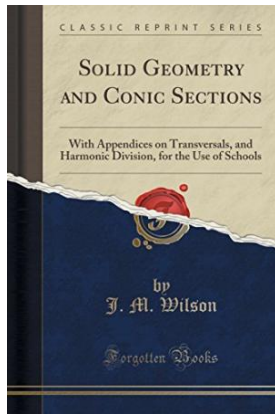 CLASSIC REPRINT SERIES
SOLID GEOMETRY
AND CONIC SECTIONS
With Appendices on Transversals, and
Harmonic Division, for the Use of Schools
by
J. M. Wilson
Forgotten Books